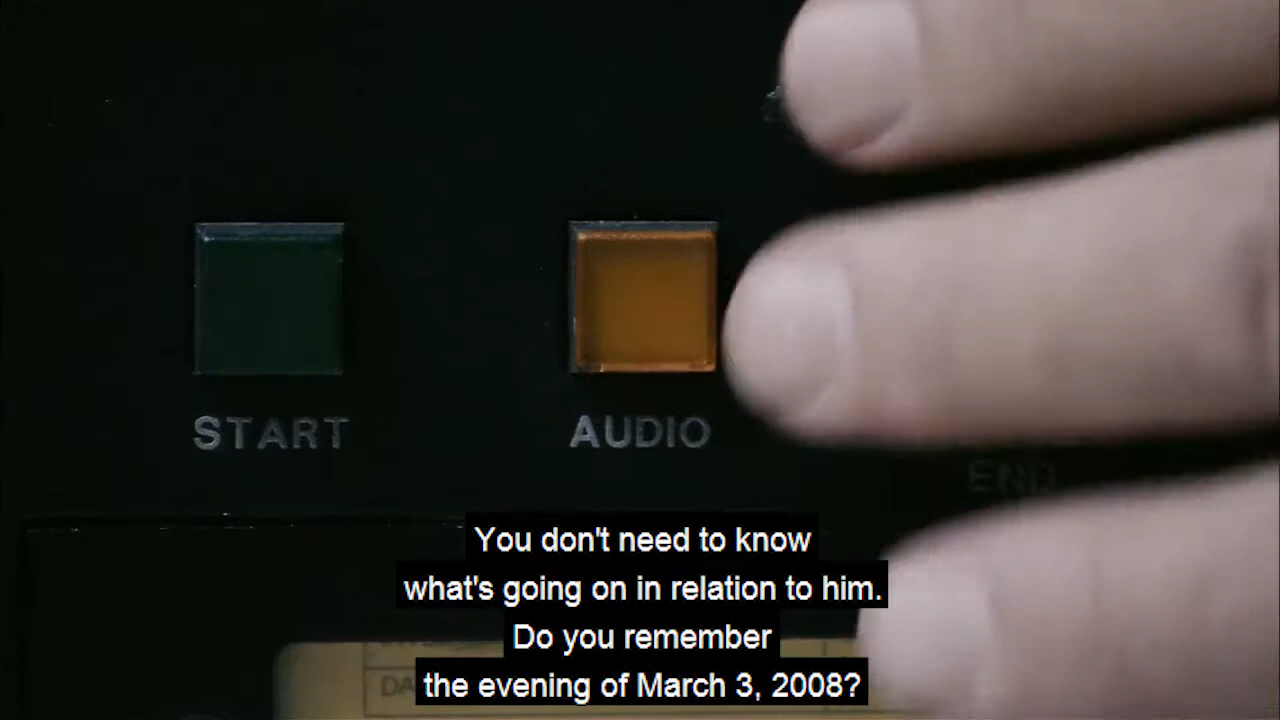 START
AUDIO
END
You don't need to know
what's going on in relation to him.
Do you remember
the evening of March 3, 2008?